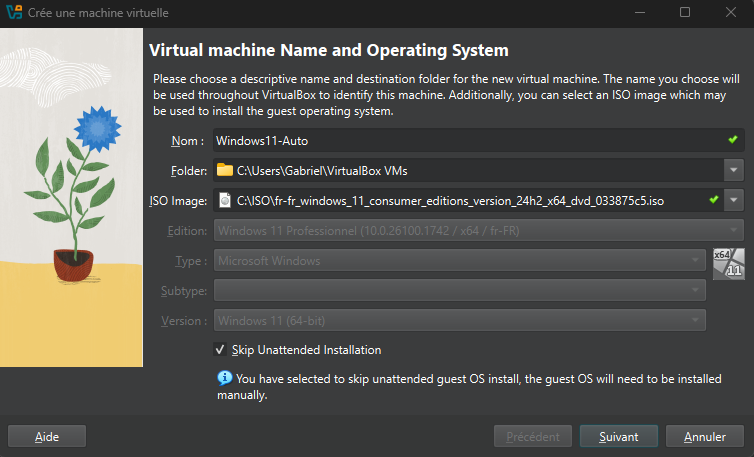 Crée une machine virtuelle
Virtual machine Name and Operating System
Please choose a descriptive name and destination folder for the new virtual machine. The name you choose will
be used throughout VirtualBox to identify this machine. Additionally, you can select an ISO image which may
be used to install the guest operating system.
Nom : Windows11-Auto
Folder: C:\Users\Gabriel\VirtualBox VMs
ISO Image: C:\ISO\fr-fr_windows_11_consumer_editions_version_24h2_x64_dvd_033875c5.iso
Edition: Windows 11 Professionnel (10.0.26100.1742 / x64 / fr-FR)
Type : Microsoft Windows
x64
11
Subtype:
Version : Windows 11 (64-bit)
Skip Unattended Installation
You have selected to skip unattended guest OS install, the guest OS will need to be installed
manually.
Aide Précédent Suivant Annuler